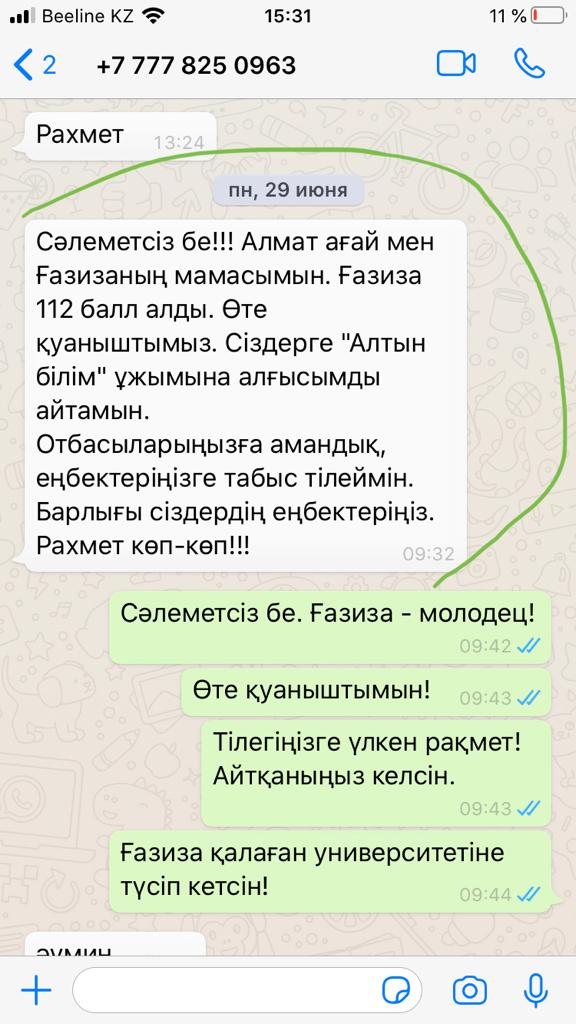 Beeline KZ
15:31
11 %
2
+7 777 825 0963
Рахмет
13:24
пн, 29 июня
Сәлеметсіз бе!!! Алмат ағай мен
Ғазизаның мамасымын. Ғазиза
112 балл алды. Өте
қуаныштымыз. Сіздерге "Алтын
білім" ұжымына алғысымды
айтамын.
Отбасыларыңызға амандық,
еңбектеріңізге табыс тілеймін.
Барлығы сіздердің еңбектеріңіз.
Рахмет көп-көп!!!
09:32
Сәлеметсіз бе. Ғазиза - молодец!
09:42
Өте қуаныштымын!
09:43
Тілегіңізге үлкен рақмет!
Айтқаныңыз келсін.
09:43
Ғазиза қалаған университетіне
түсіп кетсін!
09:44
әумин